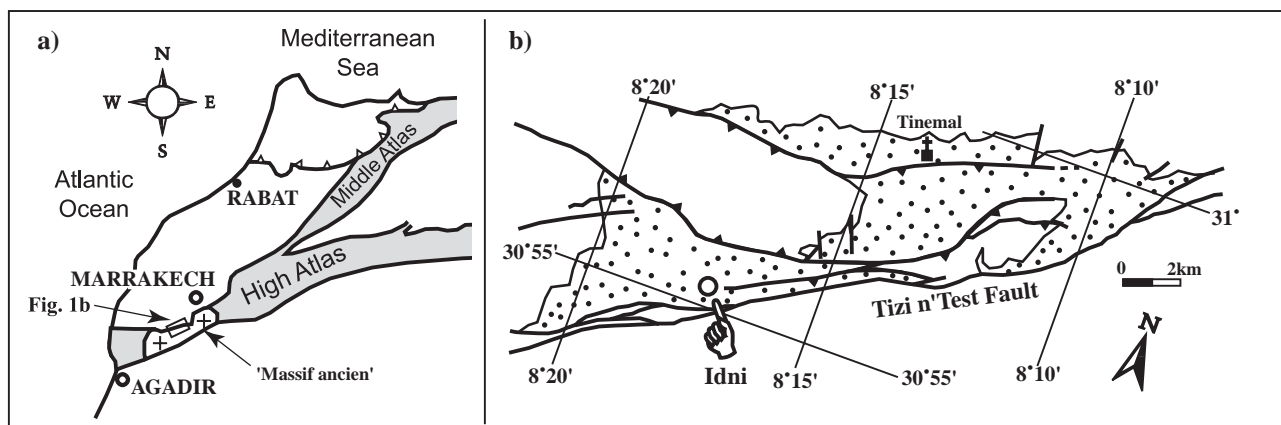 a)
Mediterranean
Sea
N
W
E
S
Atlantic
Ocean
RABAT
Middle Atlas
MARRAKECH
High Atlas
Fig. 1b
'Massif ancien'
AGADIR
b)
8°20'
8°15'
8°10'
Tinemal
31°
30°55'
0 2km
Tizi n'Test Fault
N
Idni
8°20'
8°15'
30°55'
8°10'